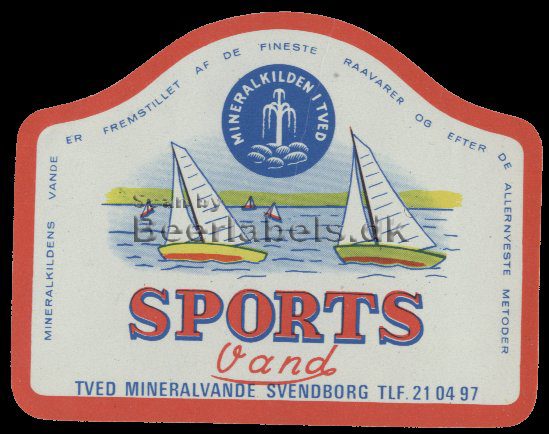 MINERALKILDENS VANDE ER FREMSTILLET AF DE FINESTE RAAVARER OG EFTER DE ALLERNYESTE METODER
MINERALKILDEN I TVED
Scan by
Beerlabels.dk
SPORTS
Vand
TVED MINERALVANDE SVENDBORG TLF. 21 04 97